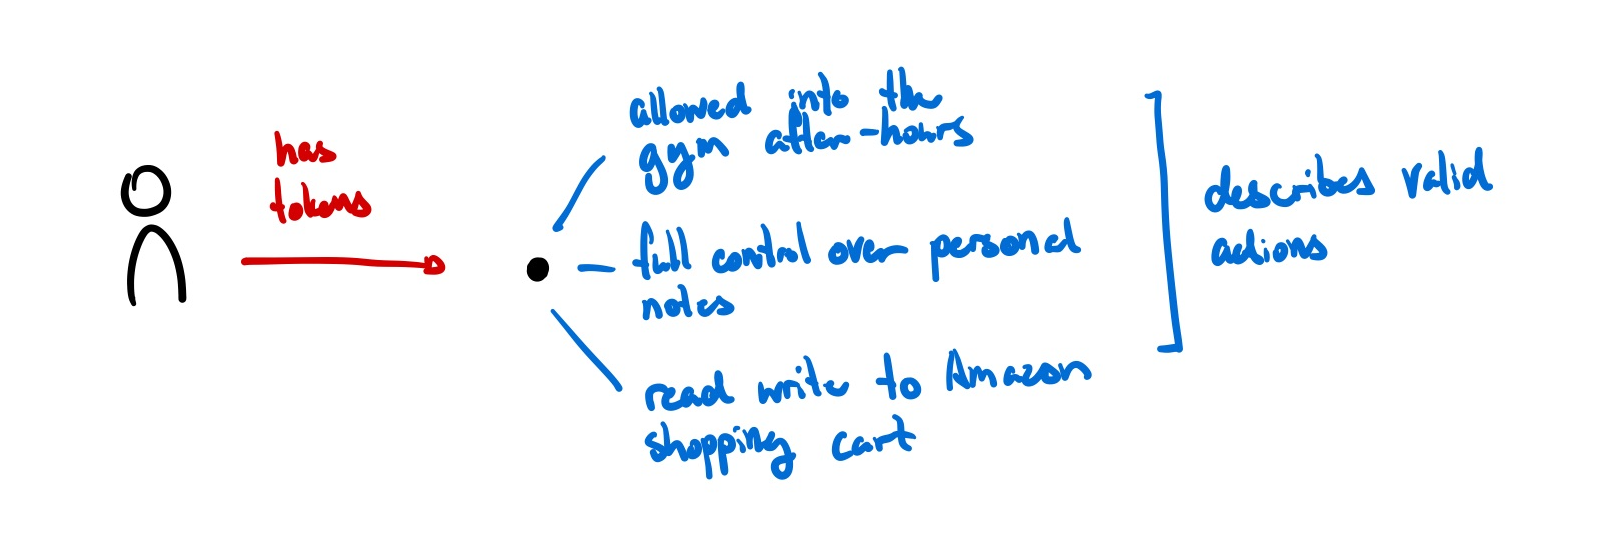 has
tokens
allowed into the
gym after-hours
full control over personal
notes
read write to Amazon
shopping cart
describes valid
actions